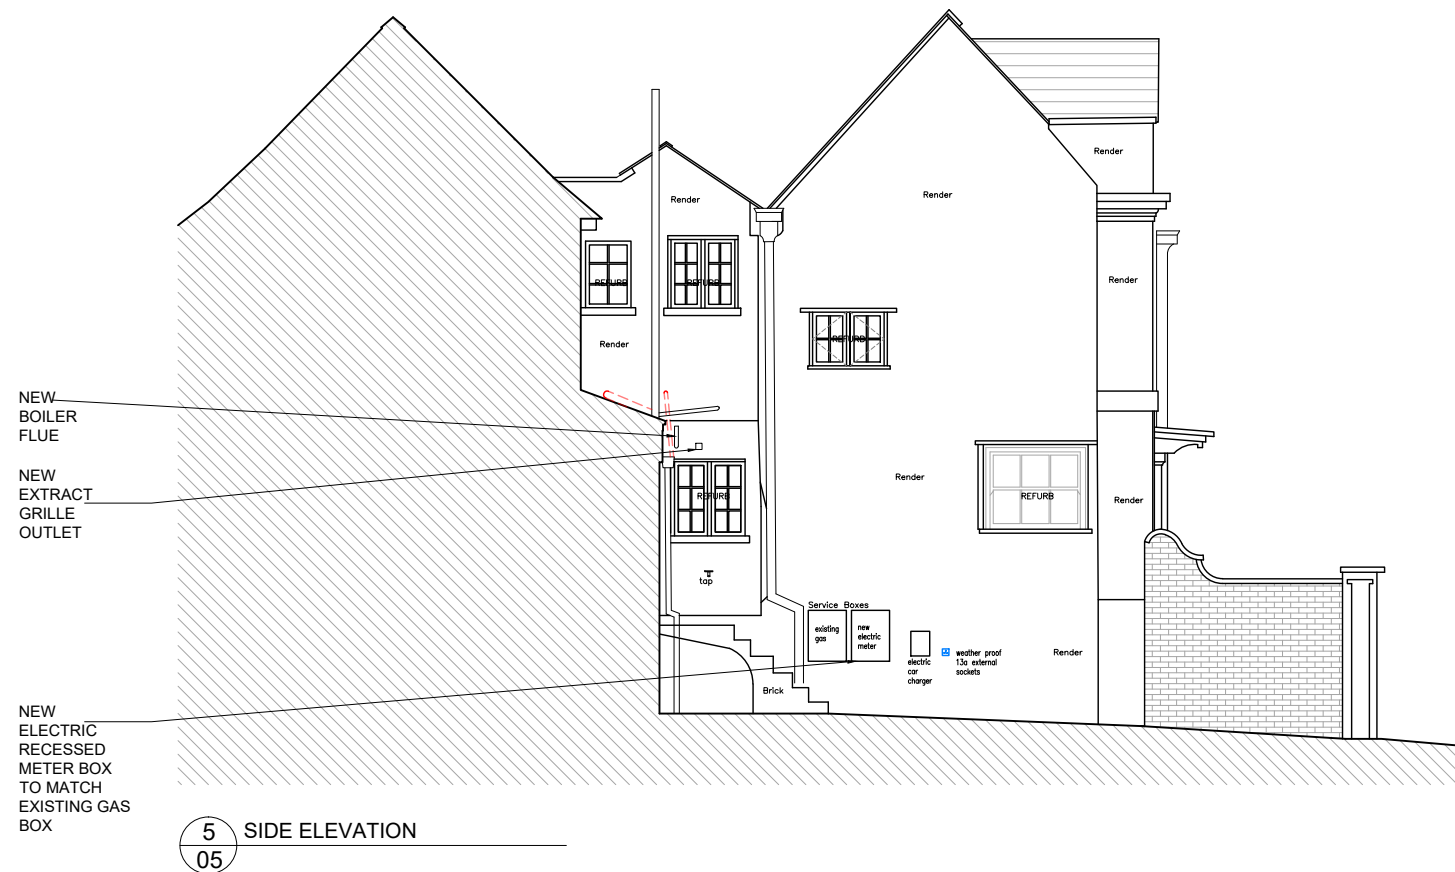 Render
Render
Render
REFURB
REFURB
Render
Render
REFURB
NEW
BOILER
FLUE
NEW
EXTRACT
GRILLE
OUTLET
REFURB
Render
REFURB
Render
tap
Service Boxes
existing
gas
new
electric
meter
electric
car
charger
weather proof
13a external
sockets
Render
Brick
NEW
ELECTRIC
RECESSED
METER BOX
TO MATCH
EXISTING GAS
BOX
5
05
SIDE ELEVATION